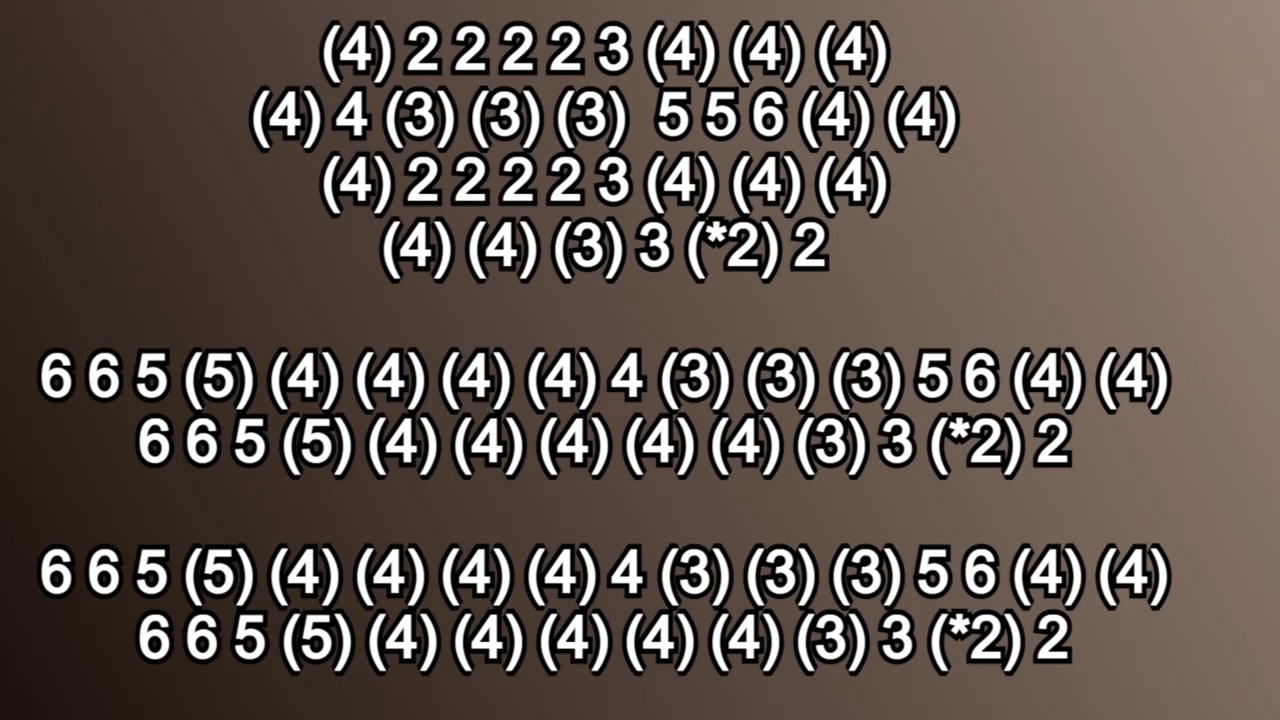 (4) 2 2 2 2 3 (4) (4) (4)
(4) 4 (3) (3) (3) 5 5 6 (4) (4)
(4) 2 2 2 2 3 (4) (4) (4)
(4) (4) (3) 3 (*2) 2
6 6 5 (5) (4) (4) (4) (4) 4 (3) (3) (3) 5 6 (4) (4)
6 6 5 (5) (4) (4) (4) (4) (4) (3) 3 (*2) 2
6 6 5 (5) (4) (4) (4) (4) 4 (3) (3) (3) 5 6 (4) (4)
6 6 5 (5) (4) (4) (4) (4) (4) (3) 3 (*2) 2